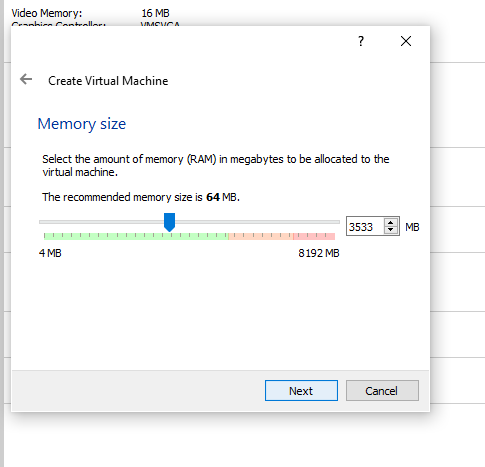 Video Memory: 16 MB
Graphics Controller: VMSVGA
?
Create Virtual Machine
Memory size
Select the amount of memory (RAM) in megabytes to be allocated to the
virtual machine.
The recommended memory size is 64 MB.
3533 MB
4 MB 8192 MB
Next Cancel